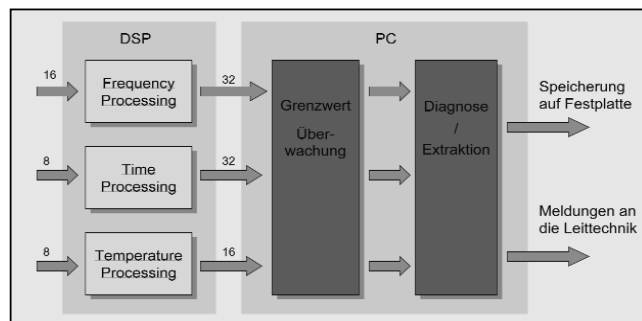 DSP
PC
16
Frequency
Processing
32
8
Time
Processing
32
8
Temperature
Processing
16
Grenzwert
Über-
wachung
Diagnose
/
Extraktion
Speicherung
auf Festplatte
Meldungen an
die Leittechnik